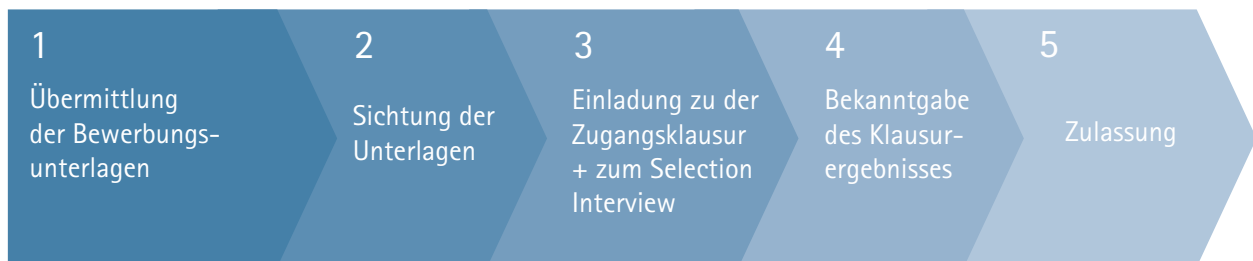 1
Übermittlung
der Bewerbungs-
unterlagen
2
Sichtung der
Unterlagen
3
Einladung zu der
Zugangsklausur
+ zum Selection
Interview
4
Bekanntgabe
des Klausur-
ergebnisses
5
Zulassung